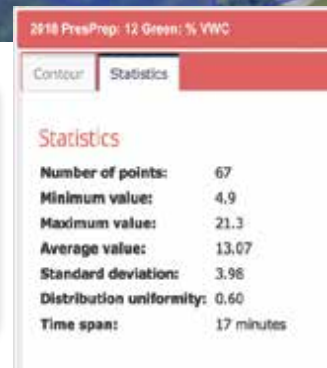 2018 PresPrep: 12 Green: % VWC
Contour Statistics
Statistics
Number of points: 67
Minimum value: 4.9
Maximum value: 21.3
Average value: 13.07
Standard deviation: 3.98
Distribution uniformity: 0.60
Time span: 17 minutes